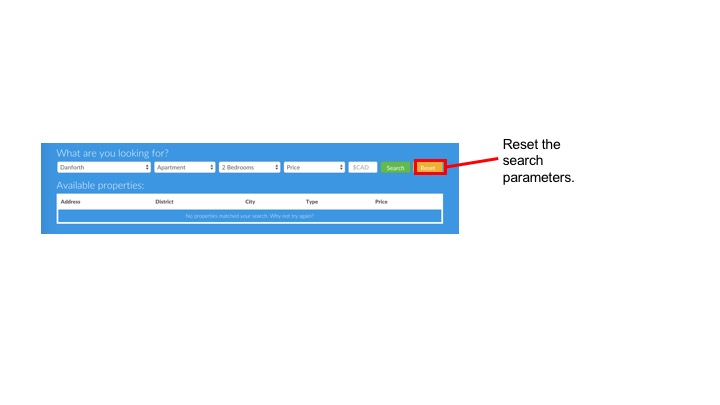 What are you looking for?
Danforth Apartment 2 Bedrooms Price $CAD Search Reset
Available properties:
Address District City Type Price
No properties matched your search. Why not try again?
Reset the
search
parameters.